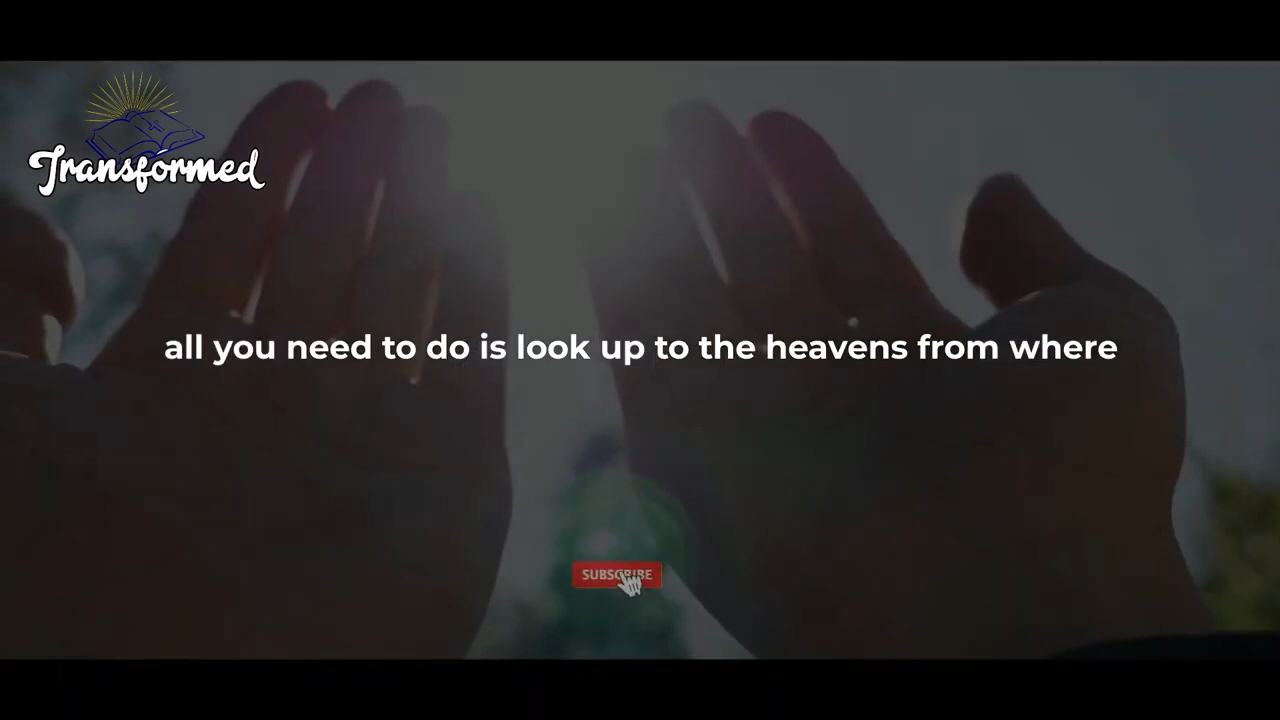 Transformed
all you need to do is look up to the heavens from where
SUBSCRIBE